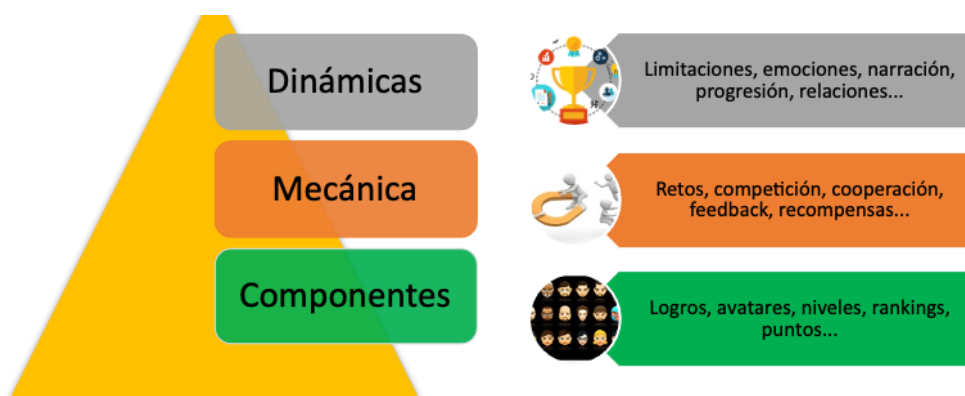 Dinámicas
Limitaciones, emociones, narración,
progresión, relaciones...
Mecánica
Retos, competición, cooperación,
feedback, recompensas...
Componentes
Logros, avatares, niveles, rankings,
puntos...